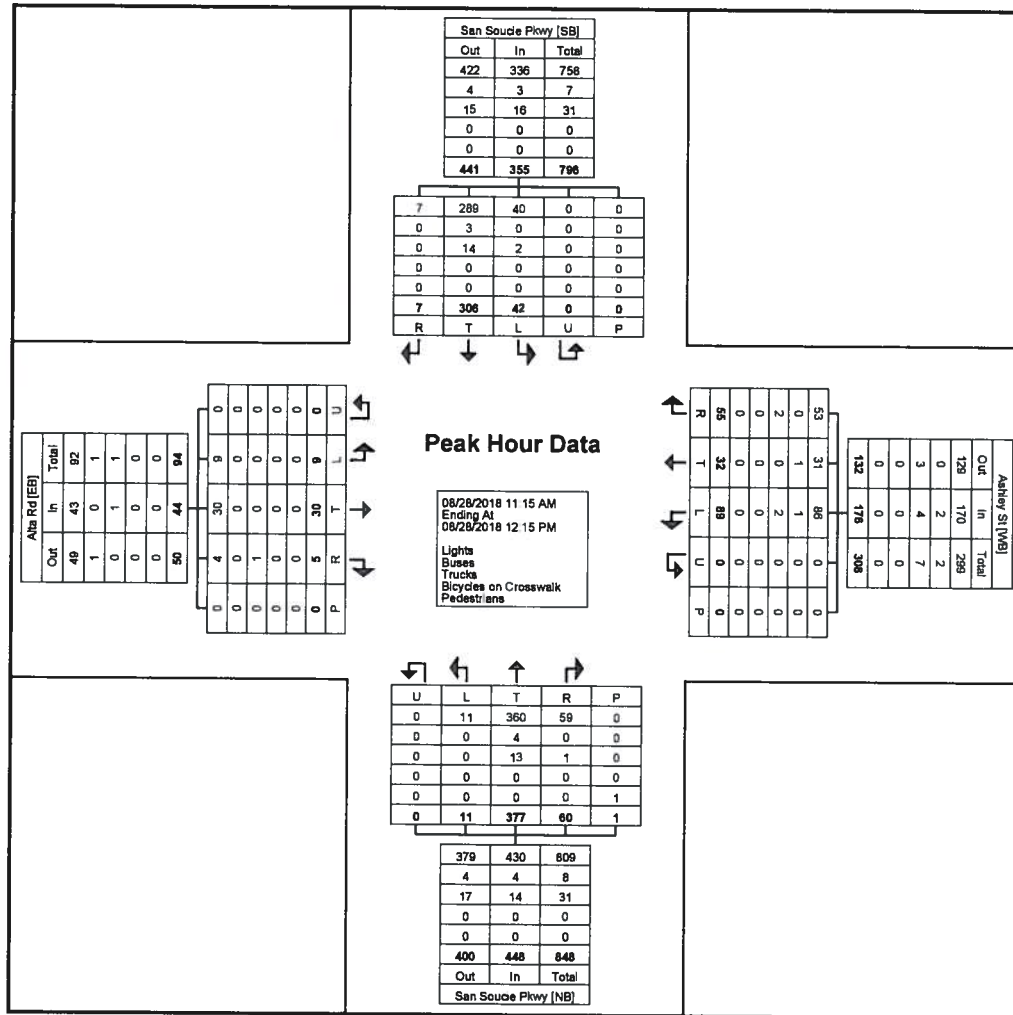 San Soucie Pkwy [SB]
Out In Total
422 336 758
4 3 7
15 16 31
0 0 0
0 0 0
441 355 796
7 289 40 0 0
0 3 0 0 0
0 14 2 0 0
0 0 0 0 0
0 0 0 0 0
7 306 42 0 0
R T L U P
Alta Rd [EB]
Total 92 1 1 0 0 94
In 43 0 1 0 0 44
Out 49 1 0 0 0 50
0 0 0 0 0 0 U
9 0 0 0 0 9 L
30 0 0 0 0 30 T
4 0 1 0 0 5 R
0 0 0 0 0 0 P
Peak Hour Data
08/28/2018 11:15 AM
Ending At
08/28/2018 12:15 PM
Lights
Buses
Trucks
Bicycles on Crosswalk
Pedestrians
R 55 0 0 2 0 53
T 32 0 0 0 1 31
L 89 0 0 2 1 86
U 0 0 0 0 0 0
P 0 0 0 0 0 0
Ashley St [WB]
Out 129 0 3 0 0 132
In 170 2 4 0 0 176
Total 299 2 7 0 0 308
U L T R P
0 11 360 59 0
0 0 4 0 0
0 0 13 1 0
0 0 0 0 0
0 0 0 0 1
0 11 377 60 1
379 430 809
4 4 8
17 14 31
0 0 0
0 0 0
400 448 848
Out In Total
San Soucie Pkwy [NB]